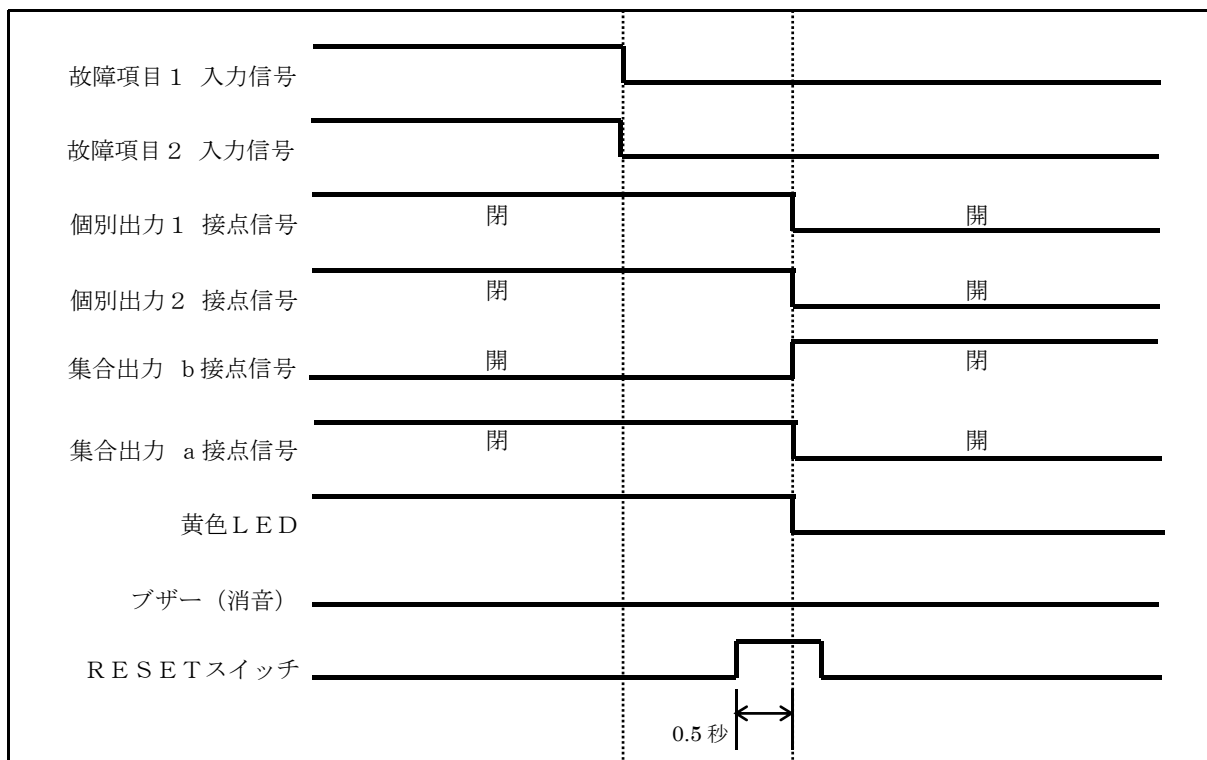 故障項目１ 入力信号
故障項目２ 入力信号
個別出力１ 接点信号
閉
開
個別出力２ 接点信号
閉
開
集合出力 ｂ接点信号
開
閉
集合出力 ａ接点信号
閉
開
黄色ＬＥＤ
ブザー（消音）
ＲＥＳＥＴスイッチ
0.5 秒